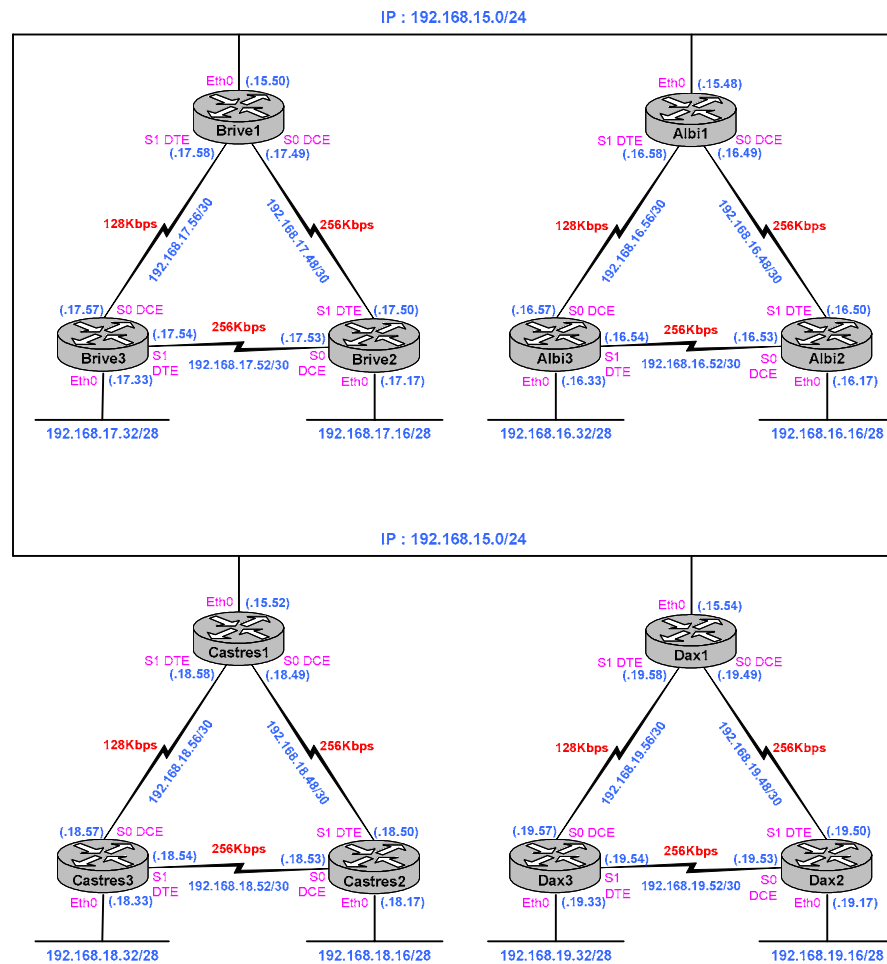 IP : 192.168.15.0/24
Eth0 (.15.50)
Brive1
S1 DTE
S0 DCE
(.17.58)
(.17.49)
128Kbps
192.168.17.56/30
192.168.17.48/30
256Kbps
(.17.57) S0 DCE
S1 DTE (.17.50)
(.17.54)
256Kbps
(.17.53)
Brive3
S1
DTE
192.168.17.52/30
S0
DCE
Brive2
Eth0 (.17.33)
Eth0 (.17.17)
192.168.17.32/28
192.168.17.16/28
Eth0 (.15.48)
Albi1
S1 DTE
S0 DCE
(.16.58)
(.16.49)
128Kbps
192.168.16.56/30
192.168.16.48/30
256Kbps
(.16.57) S0 DCE
S1 DTE (.16.50)
(.16.54)
256Kbps
(.16.53)
Albi3
S1
DTE
192.168.16.52/30
S0
DCE
Albi2
Eth0 (.16.33)
Eth0 (.16.17)
192.168.16.32/28
192.168.16.16/28
IP : 192.168.15.0/24
Eth0 (.15.52)
Castres1
S1 DTE
S0 DCE
(.18.58)
(.18.49)
128Kbps
192.168.18.56/30
192.168.18.48/30
256Kbps
(.18.57) S0 DCE
S1 DTE (.18.50)
(.18.54)
256Kbps
(.18.53)
Castres3
S1
DTE
192.168.18.52/30
S0
DCE
Castres2
Eth0 (.18.33)
Eth0 (.18.17)
192.168.18.32/28
192.168.18.16/28
Eth0 (.15.54)
Dax1
S1 DTE
S0 DCE
(.19.58)
(.19.49)
128Kbps
192.168.19.56/30
192.168.19.48/30
256Kbps
(.19.57) S0 DCE
S1 DTE (.19.50)
(.19.54)
256Kbps
(.19.53)
Dax3
S1
DTE
192.168.19.52/30
S0
DCE
Dax2
Eth0 (.19.33)
Eth0 (.19.17)
192.168.19.32/28
192.168.19.16/28